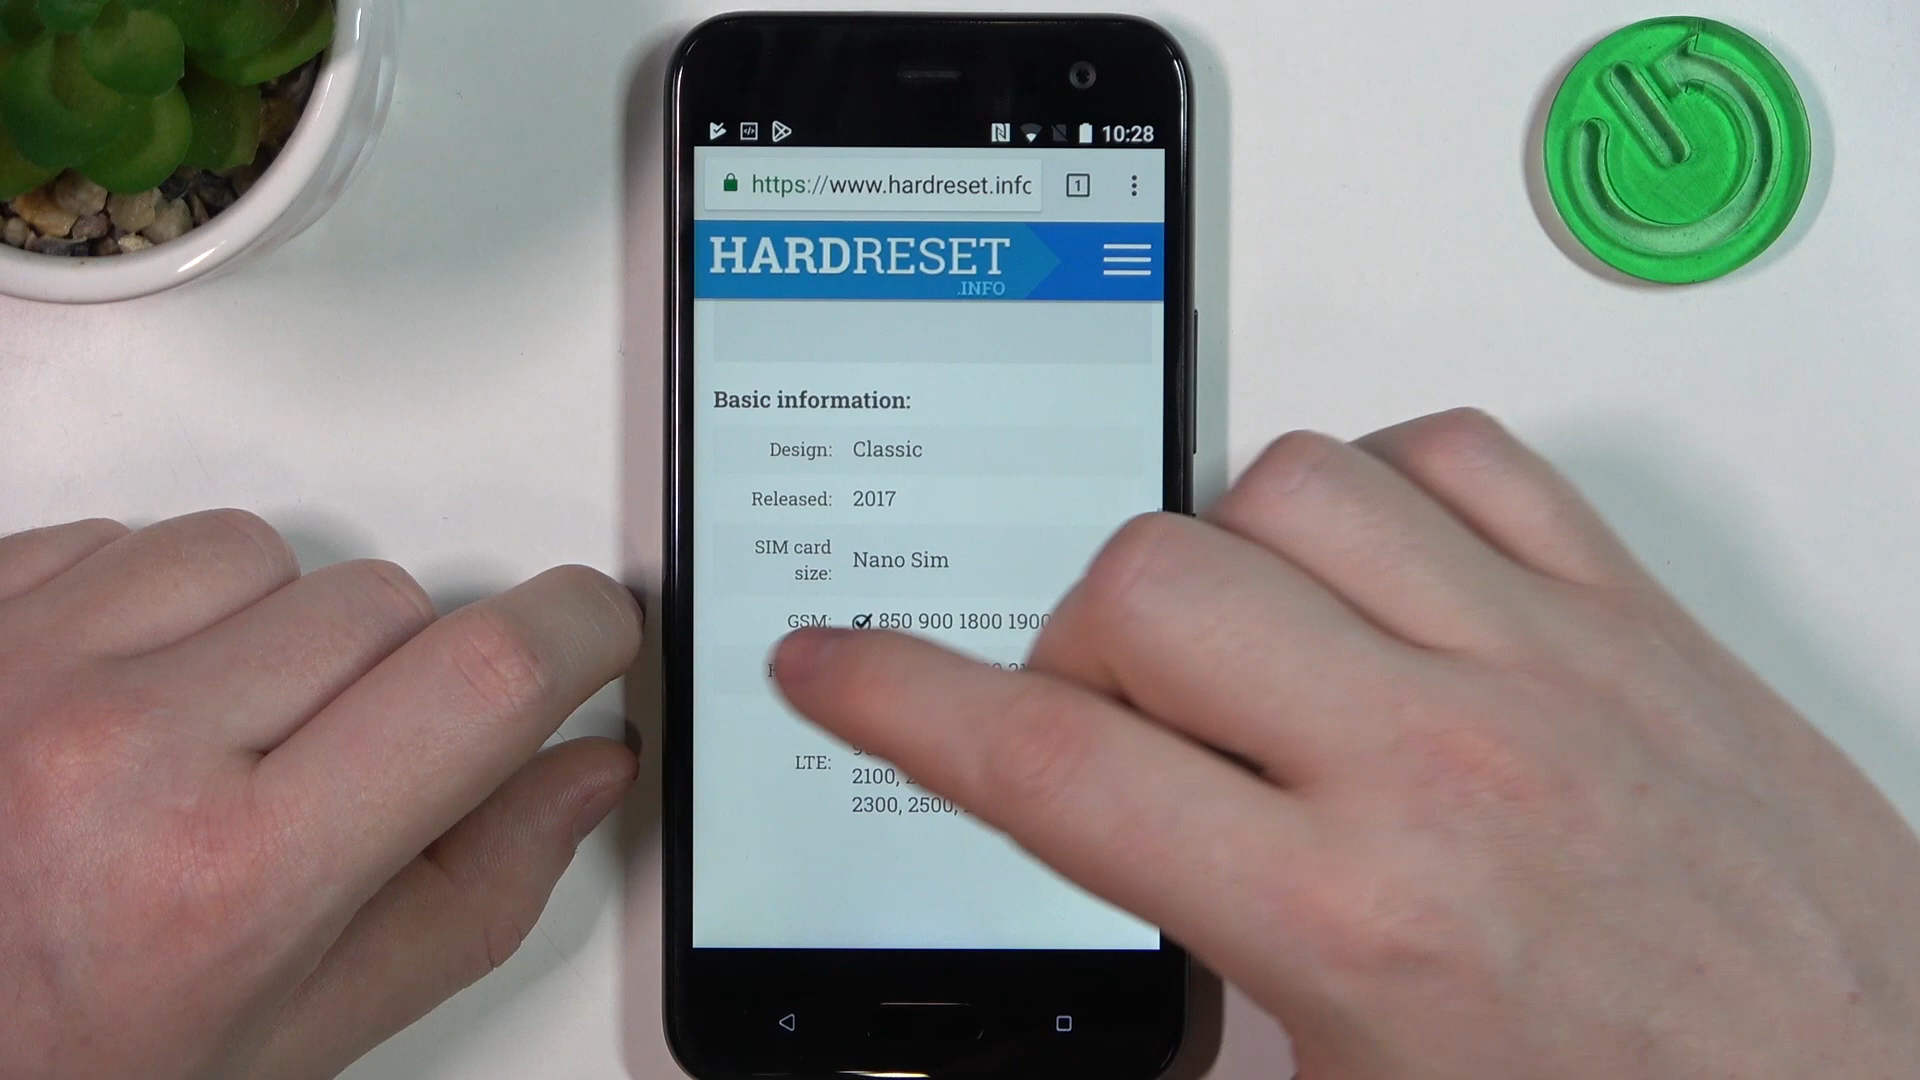 10:28
https://www.hardreset.info
1
HARDRESET
.INFO
Basic information:
Design: Classic
Released: 2017
SIM card size: Nano Sim
GSM: 850 900 1800 1900
LTE:
2100,
2300, 2500,